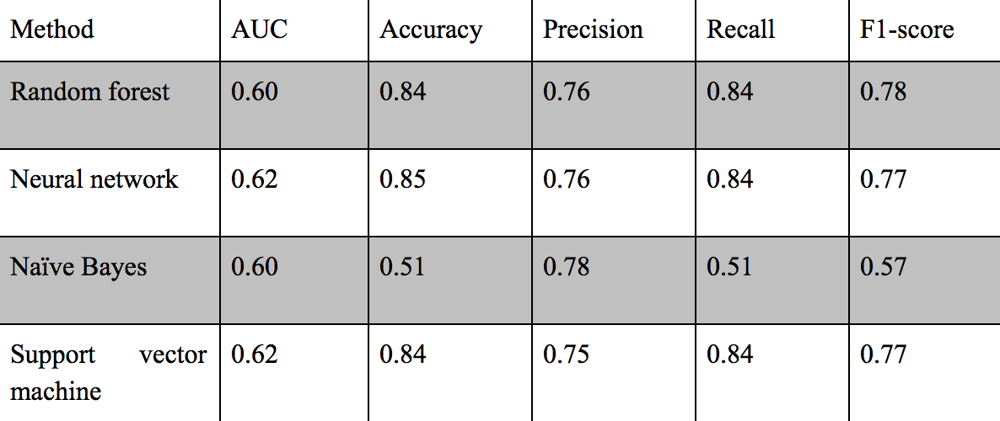 Method AUC Accuracy Precision Recall F1-score
Random forest 0.60 0.84 0.76 0.84 0.78
Neural network 0.62 0.85 0.76 0.84 0.77
Naïve Bayes 0.60 0.51 0.78 0.51 0.57
Support vector 0.62 0.84 0.75 0.84 0.77
machine